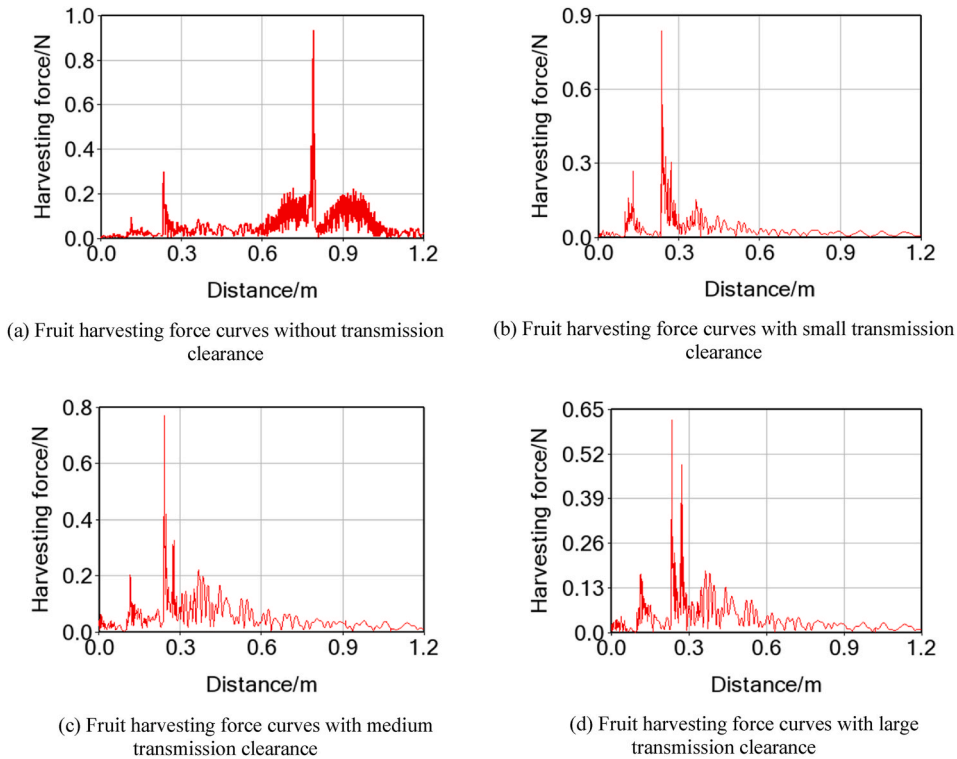 Harvesting force/N
1.0
0.8
0.6
0.4
0.2
0.0
0.0 0.3 0.6 0.9 1.2
Distance/m
(a) Fruit harvesting force curves without transmission
clearance
Harvesting force/N
0.9
0.6
0.3
0.0
0.0 0.3 0.6 0.9 1.2
Distance/m
(b) Fruit harvesting force curves with small transmission
clearance
Harvesting force/N
0.8
0.6
0.4
0.2
0.0
0.0 0.3 0.6 0.9 1.2
Distance/m
(c) Fruit harvesting force curves with medium
transmission clearance
Harvesting force/N
0.65
0.52
0.39
0.26
0.13
0.0
0.0 0.3 0.6 0.9 1.2
Distance/m
(d) Fruit harvesting force curves with large
transmission clearance